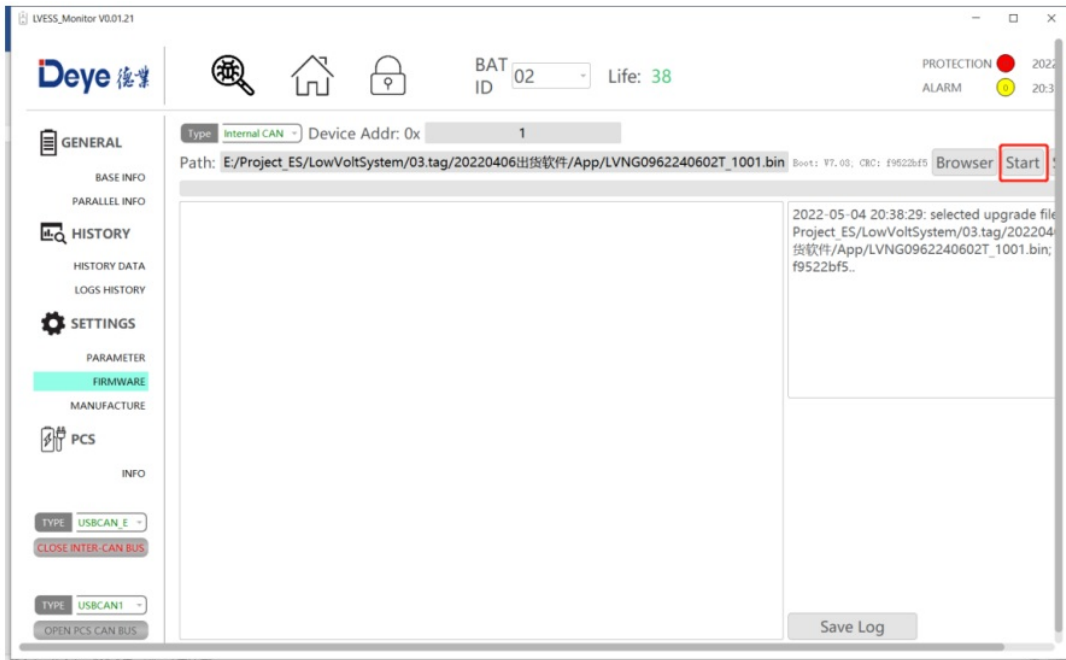 LVESS_Monitor V0.01.21
Deye 德業
BAT ID 02
Life: 38
PROTECTION
ALARM 0
GENERAL
BASE INFO
PARALLEL INFO
HISTORY
HISTORY DATA
LOGS HISTORY
SETTINGS
PARAMETER
FIRMWARE
MANUFACTURE
PCS
INFO
TYPE USBCAN_E
CLOSE INTER-CAN BUS
TYPE USBCAN1
OPEN PCS CAN BUS
Type Internal CAN Device Addr: 0x 1
Path: E:/Project_ES/LowVoltSystem/03.tag/20220406出货软件/App/LVNG0962240602T_1001.bin Boot: V7.03; CRC: f9522bf5 Browser Start
2022-05-04 20:38:29: selected upgrade file
Project_ES/LowVoltSystem/03.tag/202204
货软件/App/LVNG0962240602T_1001.bin;
f9522bf5..
Save Log